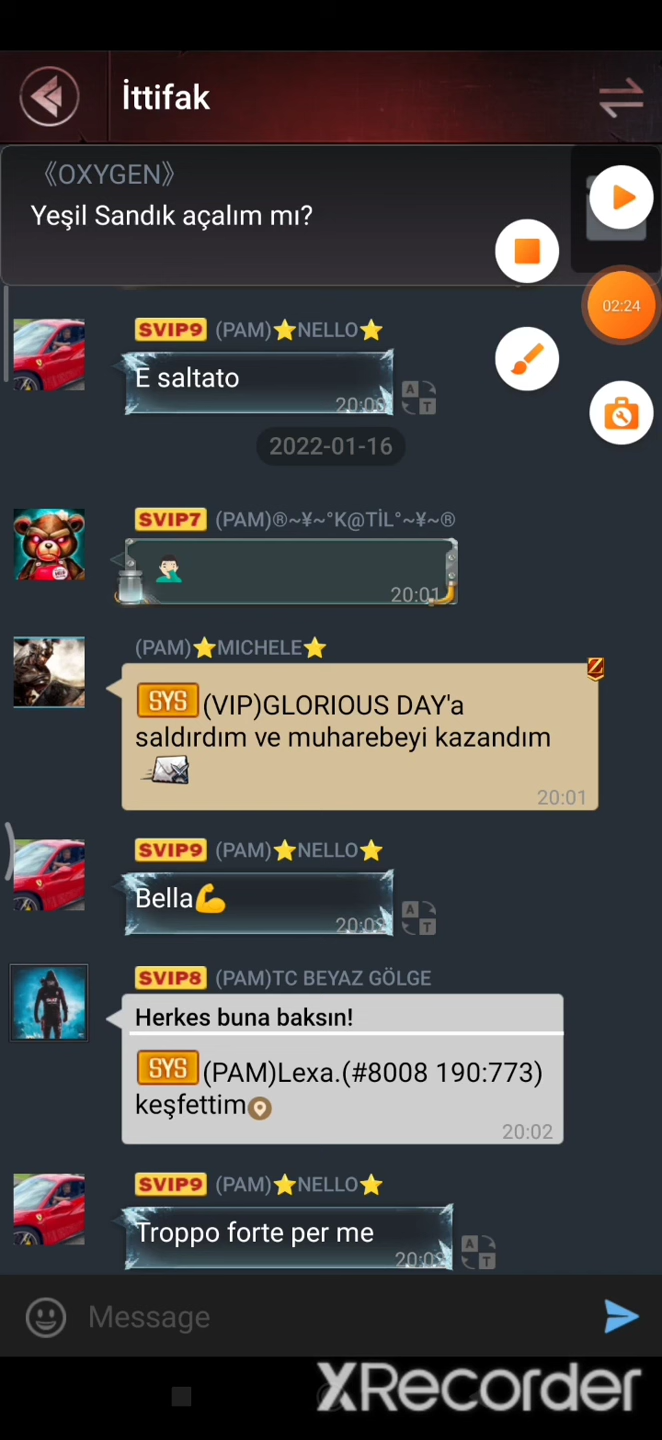 İttifak
《OXYGEN》
Yeşil Sandık açalım mı?
02:24
SVIP9 (PAM)⭐NELLO⭐
E saltato
2022-01-16
SVIP7 (PAM)®~¥~°K@TİL°~¥~®
20:01
(PAM)⭐MICHELE⭐
SYS (VIP)GLORIOUS DAY'a
saldırdım ve muharebeyi kazandım
20:01
SVIP9 (PAM)⭐NELLO⭐
Bella💪
SVIP8 (PAM)TC BEYAZ GÖLGE
Herkes buna baksın!
SYS (PAM)Lexa.(#8008 190:773)
keşfettim
20:02
SVIP9 (PAM)⭐NELLO⭐
Troppo forte per me
Message
XRecorder